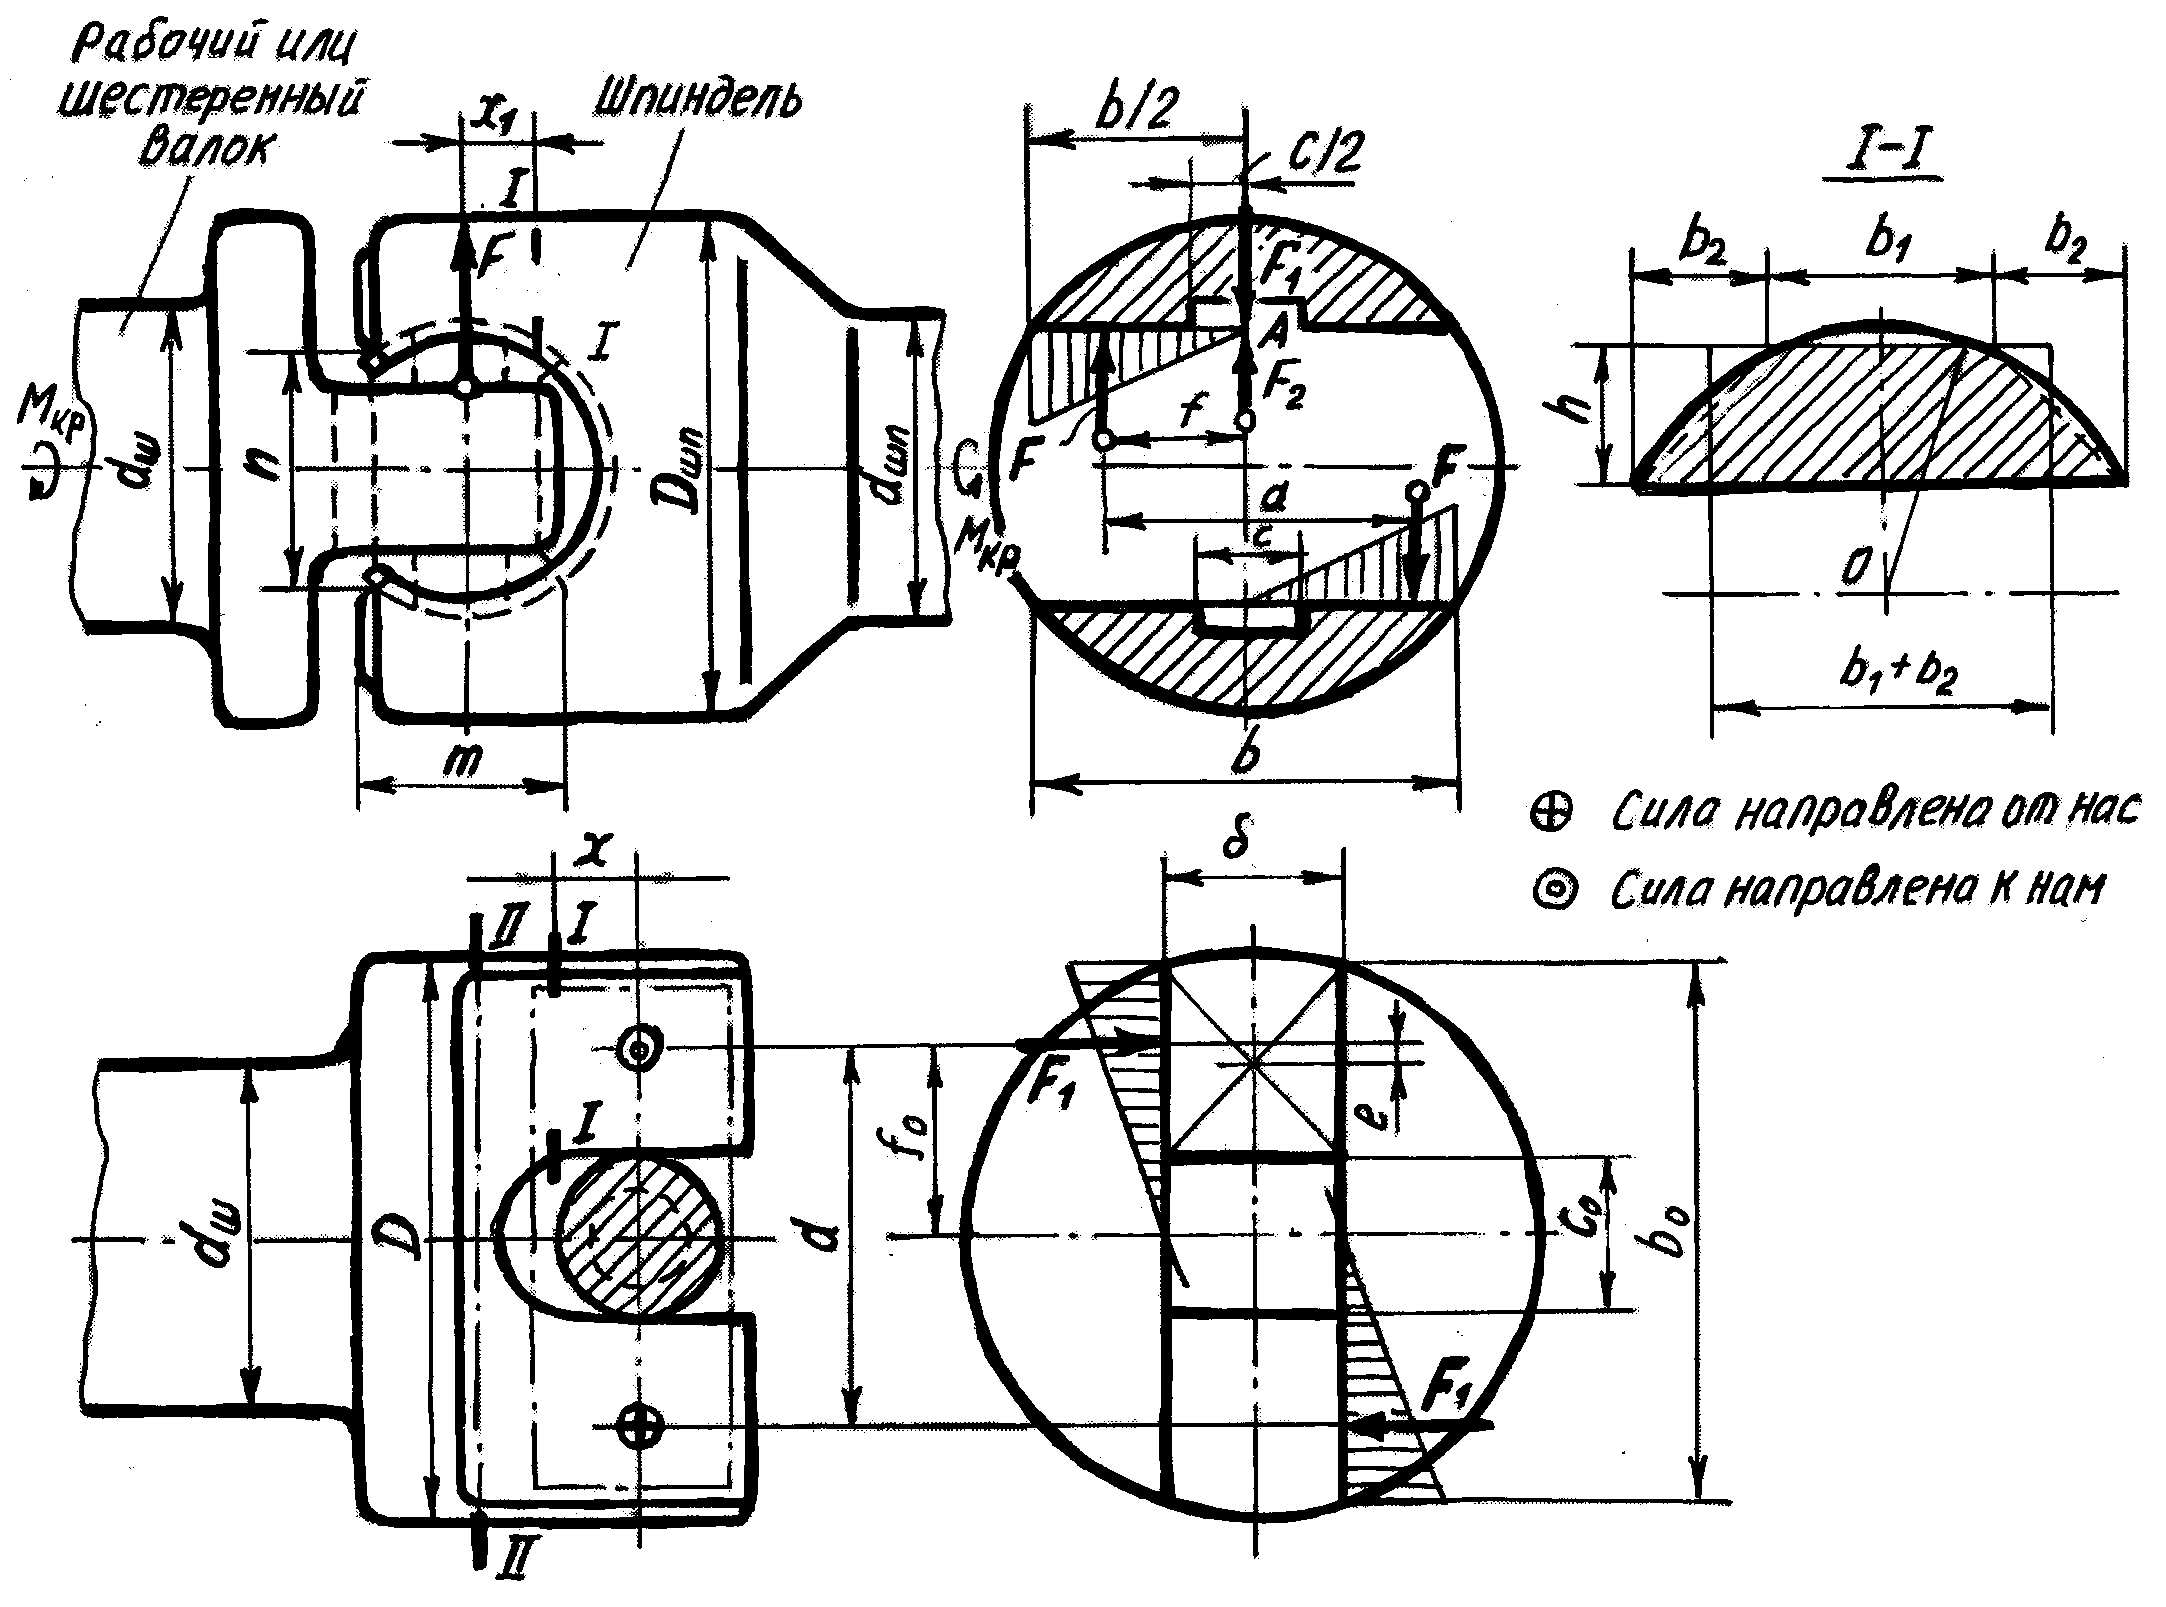 Рабочий или
шестеренный
валок
Шпиндель
x₁
I
F
I
Mкр
dш
n
Dшп
dшп
m
b/2
c/2
F₁
A
F₂
f
F
F
a
c
Mкр
b
I-I
b₂
b₁
b₂
h
O
b₁+b₂
Сила направлена от нас
Сила направлена к нам
x
II
I
I
dш
D
II
f₀
a
δ
F₁
e
c₀
b₀
F₁